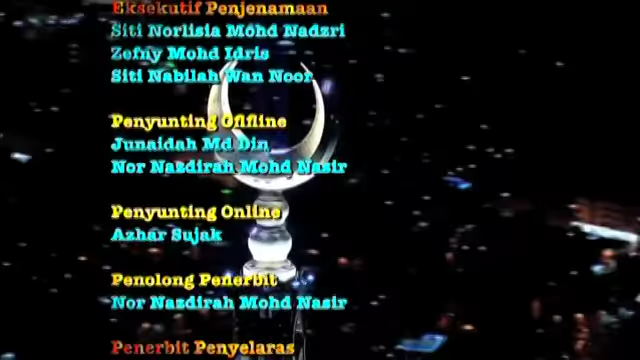 Eksekutif Penjenamaan
Siti Norlisia Mohd Nadzri
Zefny Mohd Idris
Siti Nabilah Wan Noor
Penyunting Offline
Junaidah Md Din
Nor Nazdirah Mohd Nasir
Penyunting Online
Azhar Sujak
Penolong Penerbit
Nor Nazdirah Mohd Nasir
Penerbit Penyelaras